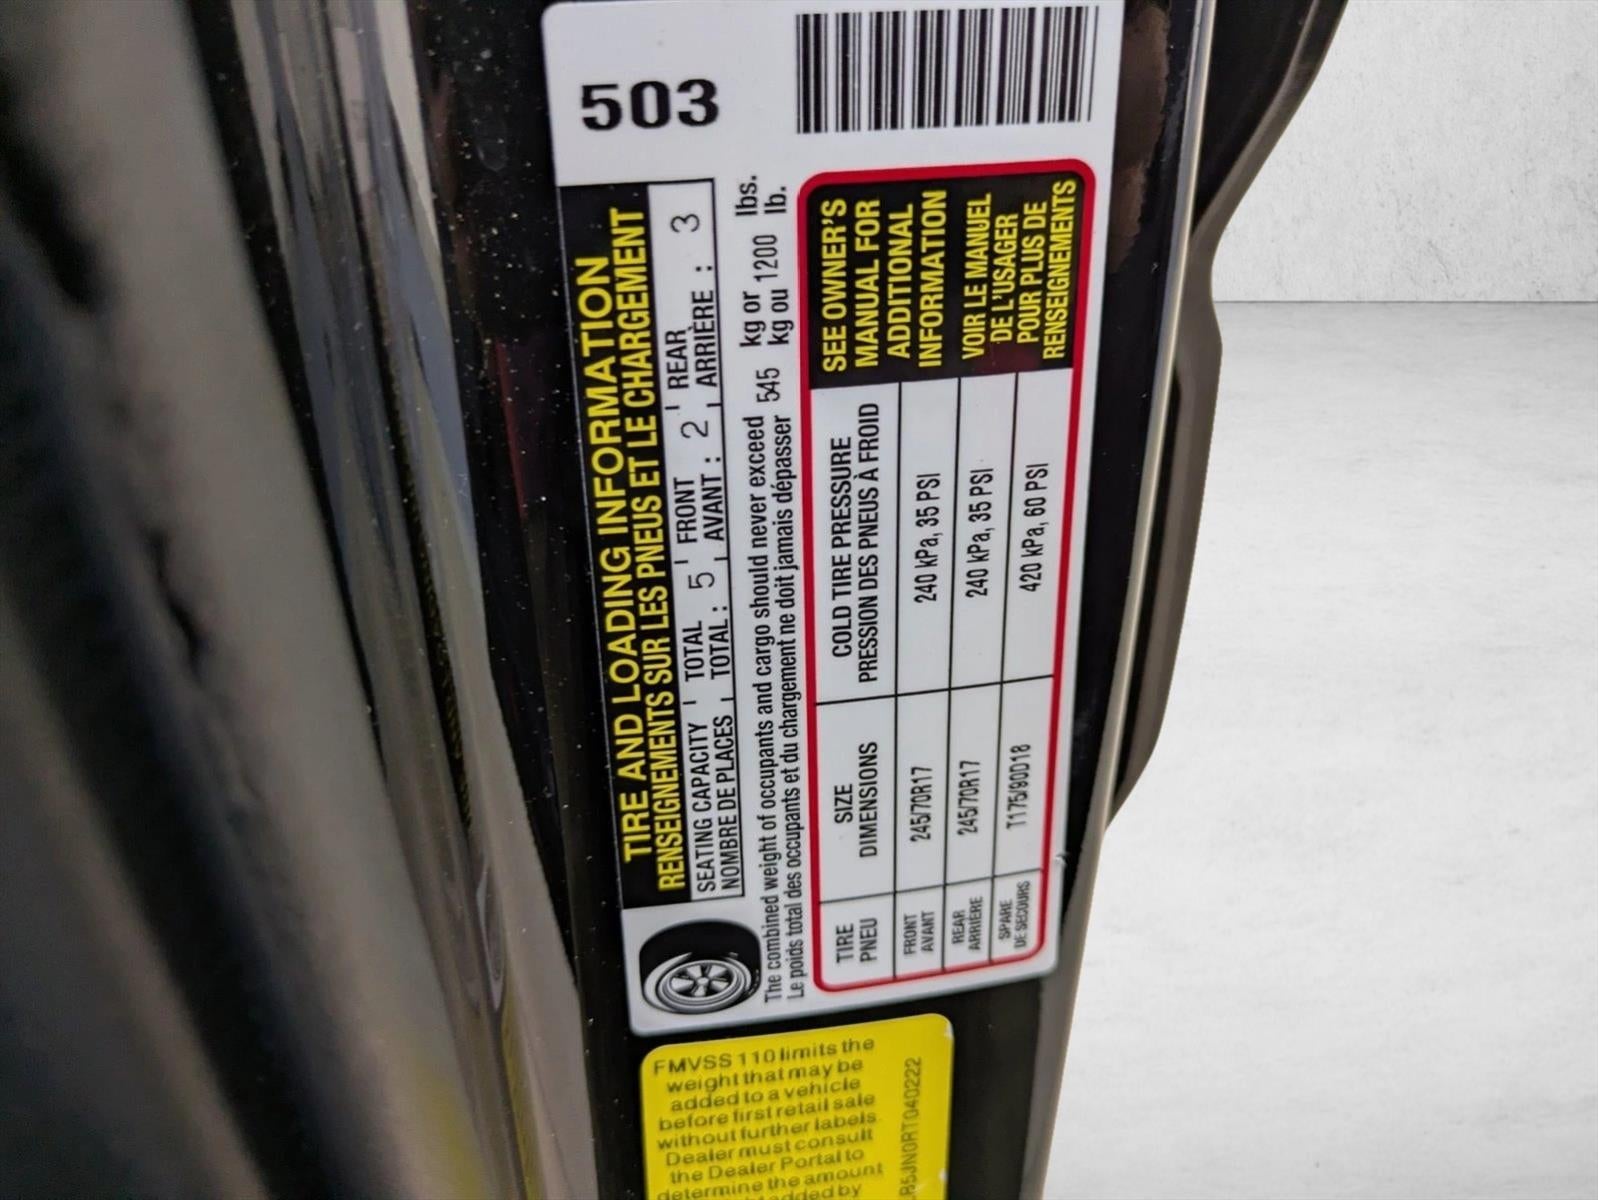 503
TIRE AND LOADING INFORMATION
RENSEIGNEMENTS SUR LES PNEUS ET LE CHARGEMENT
SEATING CAPACITY TOTAL 5 FRONT 2 REAR 3
NOMBRE DE PLACES TOTAL : AVANT : ARRIÈRE :
The combined weight of occupants and cargo should never exceed 545 kg or 1200 lbs.
Le poids total des occupants et du chargement ne doit jamais dépasser kg ou lb.
TIRE SIZE COLD TIRE PRESSURE
PNEU DIMENSIONS PRESSION DES PNEUS À FROID
FRONT 245/70R17 240 kPa, 35 PSI
AVANT
REAR 245/70R17 240 kPa, 35 PSI
ARRIÈRE
SPARE T175/90D18 420 kPa, 60 PSI
DE SECOURS
SEE OWNER'S
MANUAL FOR
ADDITIONAL
INFORMATION
VOIR LE MANUEL
DE L'USAGER
POUR PLUS DE
RENSEIGNEMENTS
FMVSS 110 limits the
weight that may be
added to a vehicle
before first retail sale
without further labels.
Dealer must consult
the Dealer Portal to
determine the amount
added by
85JN0RT040222